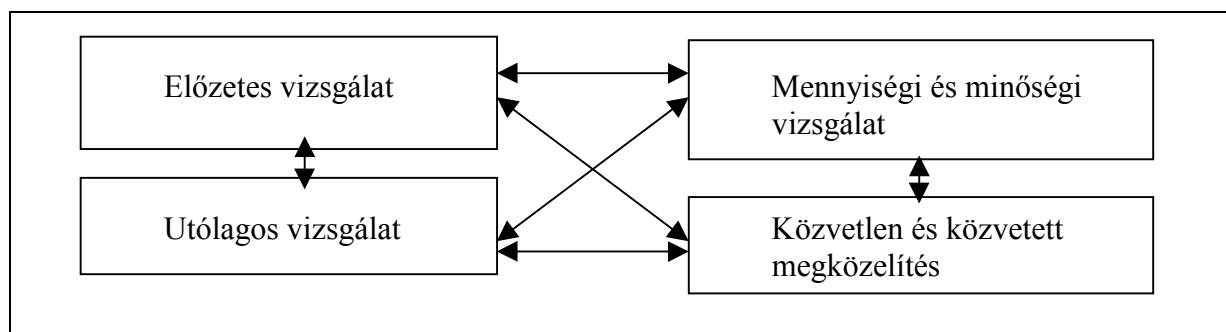 Előzetes vizsgálat
Mennyiségi és minőségi
vizsgálat
Utólagos vizsgálat
Közvetlen és közvetett
megközelítés